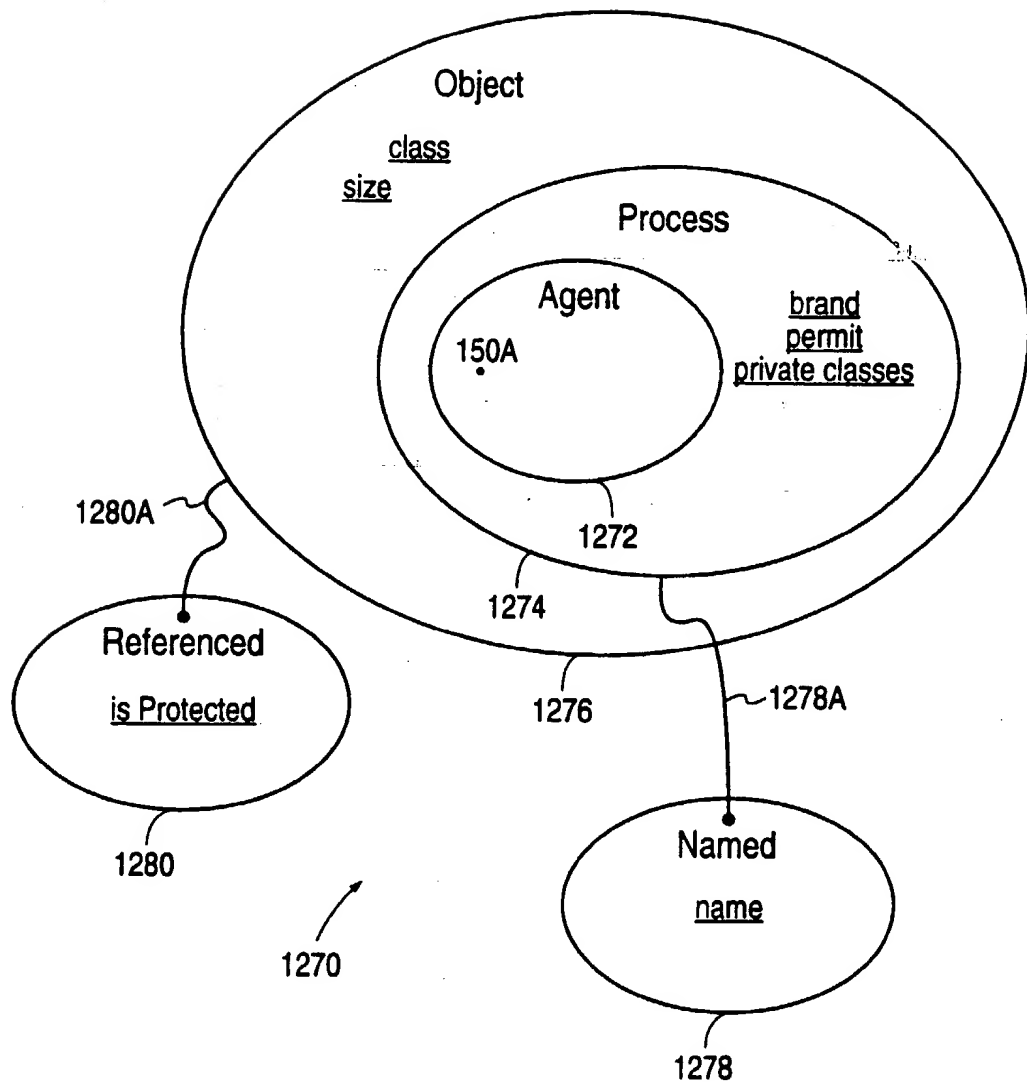 Object
class
size
Process
Agent
brand
permit
private classes
150A
1280A
1272
1274
Referenced
is Protected
1276
1278A
1280
Named
name
1270
1278